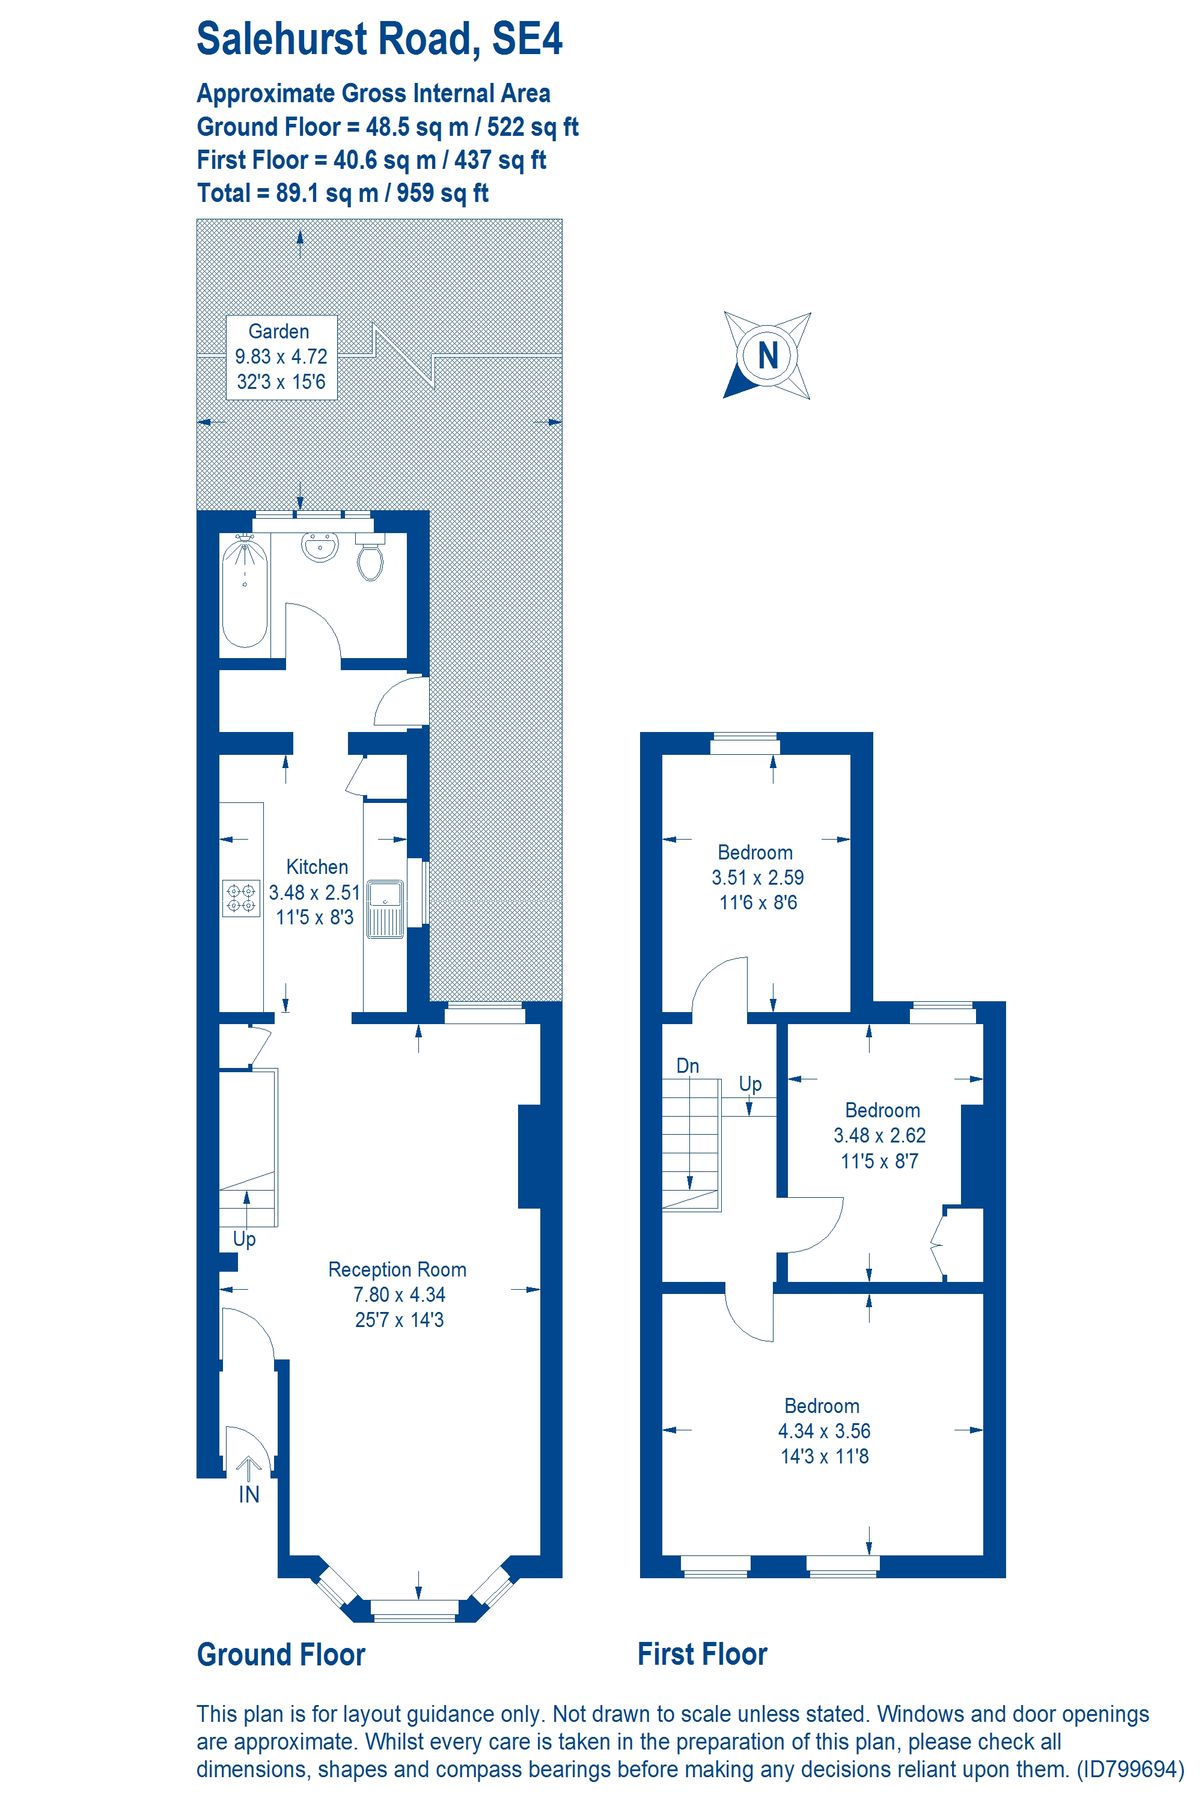 Salehurst Road, SE4
Approximate Gross Internal Area
Ground Floor = 48.5 sq m / 522 sq ft
First Floor = 40.6 sq m / 437 sq ft
Total = 89.1 sq m / 959 sq ft
Garden
9.83 x 4.72
32'3 x 15'6
N
Kitchen
3.48 x 2.51
11'5 x 8'3
Bedroom
3.51 x 2.59
11'6 x 8'6
Dn
Up
Bedroom
3.48 x 2.62
11'5 x 8'7
Up
Reception Room
7.80 x 4.34
25'7 x 14'3
Bedroom
4.34 x 3.56
14'3 x 11'8
IN
Ground Floor
First Floor
This plan is for layout guidance only. Not drawn to scale unless stated. Windows and door openings
are approximate. Whilst every care is taken in the preparation of this plan, please check all
dimensions, shapes and compass bearings before making any decisions reliant upon them. (ID799694)